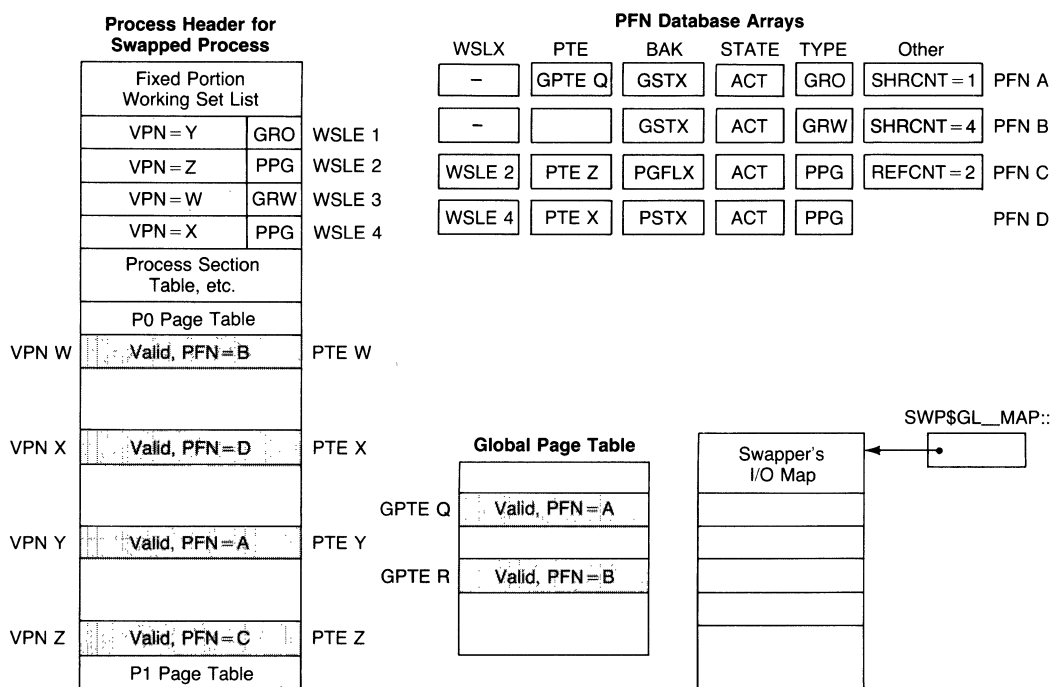 Process Header for
Swapped Process
Fixed Portion
Working Set List
VPN=Y GRO WSLE 1
VPN=Z PPG WSLE 2
VPN=W GRW WSLE 3
VPN=X PPG WSLE 4
Process Section
Table, etc.
P0 Page Table
VPN W Valid, PFN=B PTE W
VPN X Valid, PFN=D PTE X
VPN Y Valid, PFN=A PTE Y
VPN Z Valid, PFN=C PTE Z
P1 Page Table
PFN Database Arrays
WSLX PTE BAK STATE TYPE Other
– GPTE Q GSTX ACT GRO SHRCNT=1 PFN A
– GSTX ACT GRW SHRCNT=4 PFN B
WSLE 2 PTE Z PGFLX ACT PPG REFCNT=2 PFN C
WSLE 4 PTE X PSTX ACT PPG PFN D
Global Page Table
GPTE Q Valid, PFN=A
GPTE R Valid, PFN=B
SWP$GL__MAP::
Swapper's
I/O Map